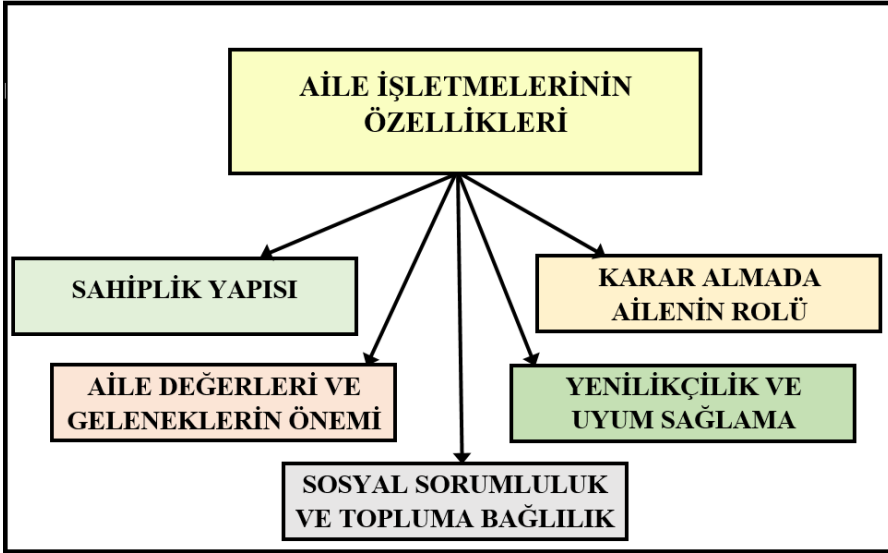 AİLE İŞLETMELERİNİN
ÖZELLİKLERİ
SAHİPLİK YAPISI
KARAR ALMADA
AİLENİN ROLÜ
AİLE DEĞERLERİ VE
GELENEKLERİN ÖNEMİ
YENİLİKÇİLİK VE
UYUM SAĞLAMA
SOSYAL SORUMLULUK
VE TOPLUMA BAĞLILIK